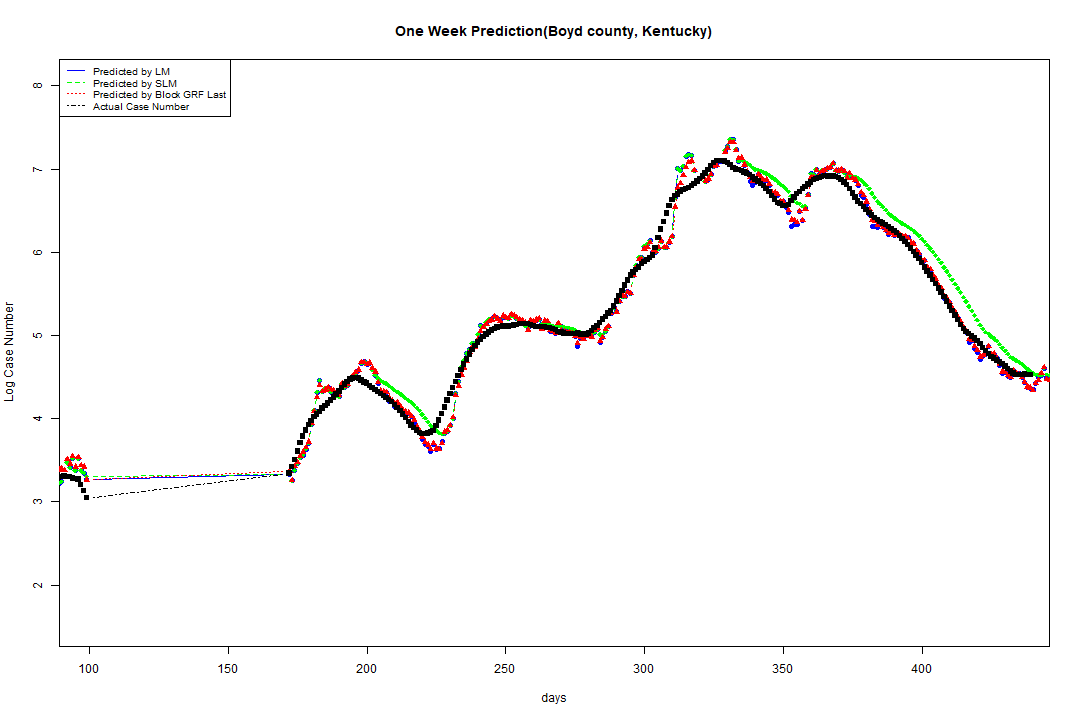 One Week Prediction(Boyd county, Kentucky)
Predicted by LM
Predicted by SLM
Predicted by Block GRF Last
Actual Case Number
8
7
6
5
4
3
2
Log Case Number
100 150 200 250 300 350 400
days